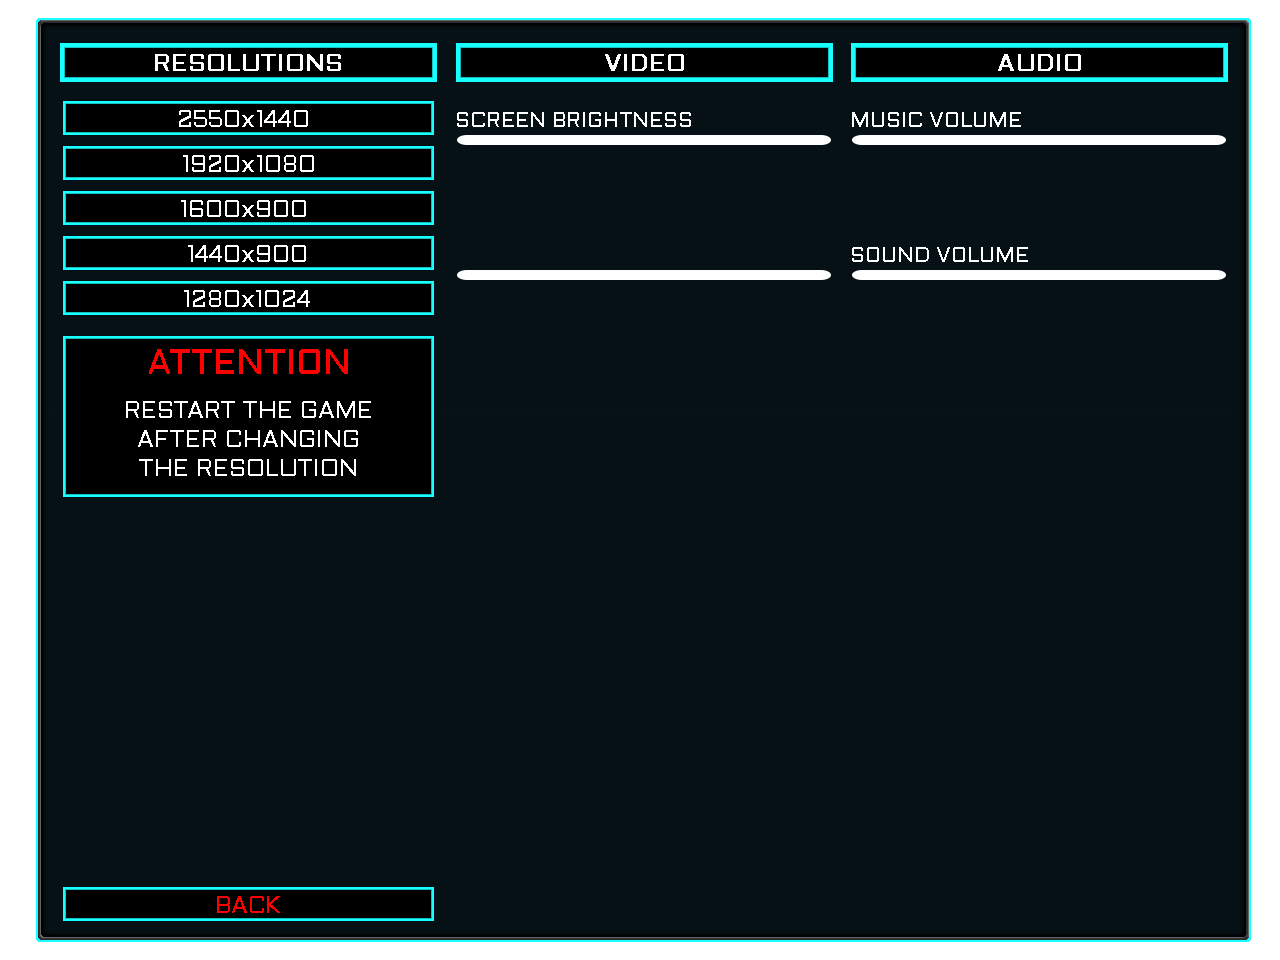 RESOLUTIONS
2550x1440
1920x1080
1600x900
1440x900
1280x1024
ATTENTION
RESTART THE GAME
AFTER CHANGING
THE RESOLUTION
BACK
VIDEO
SCREEN BRIGHTNESS
AUDIO
MUSIC VOLUME
SOUND VOLUME